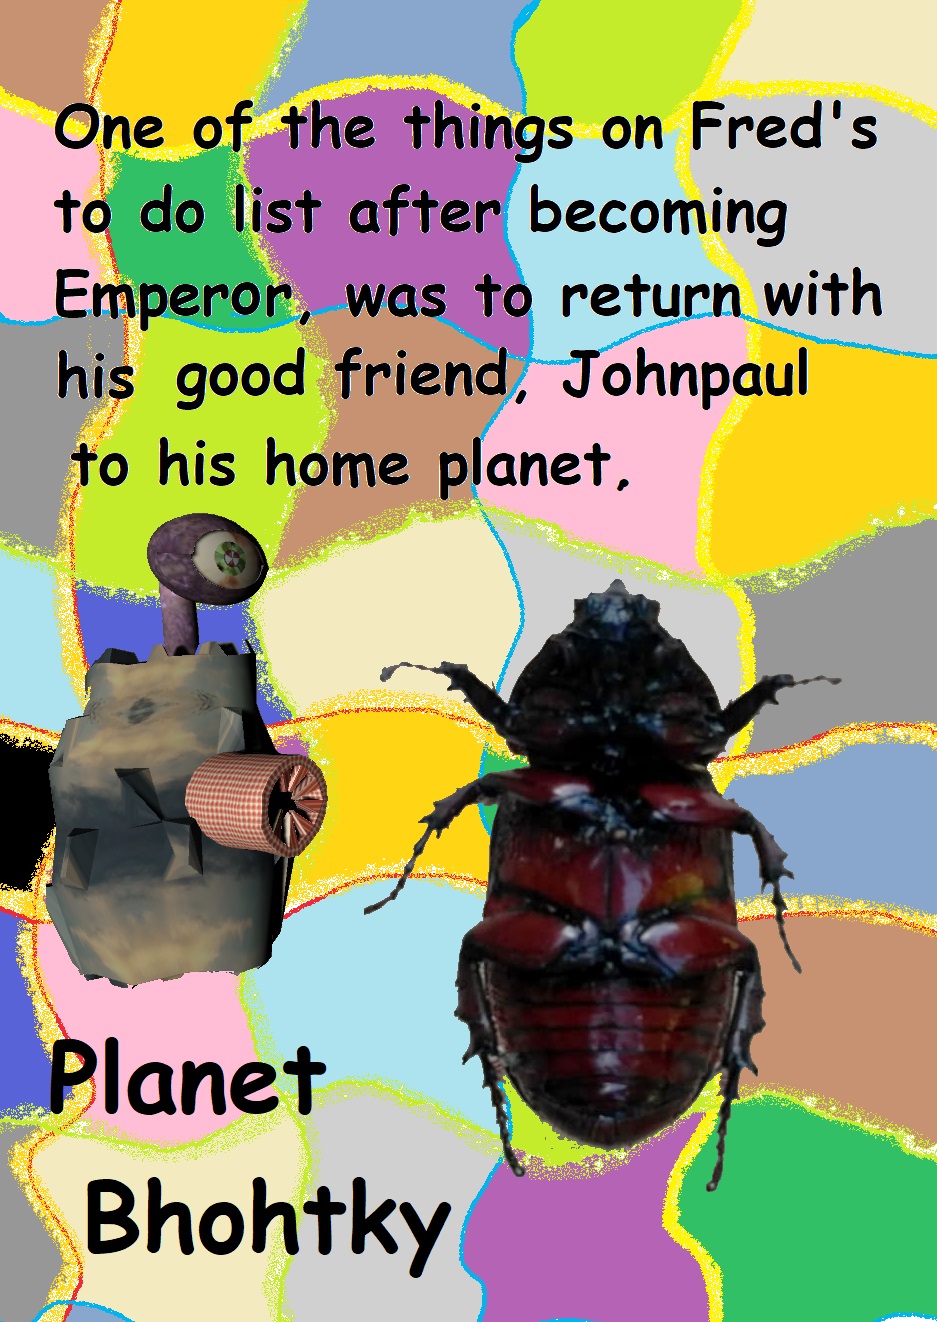 One of the things on Fred's
to do list after becoming
Emperor, was to return with
his good friend, Johnpaul
to his home planet,
Planet
Bhohtky